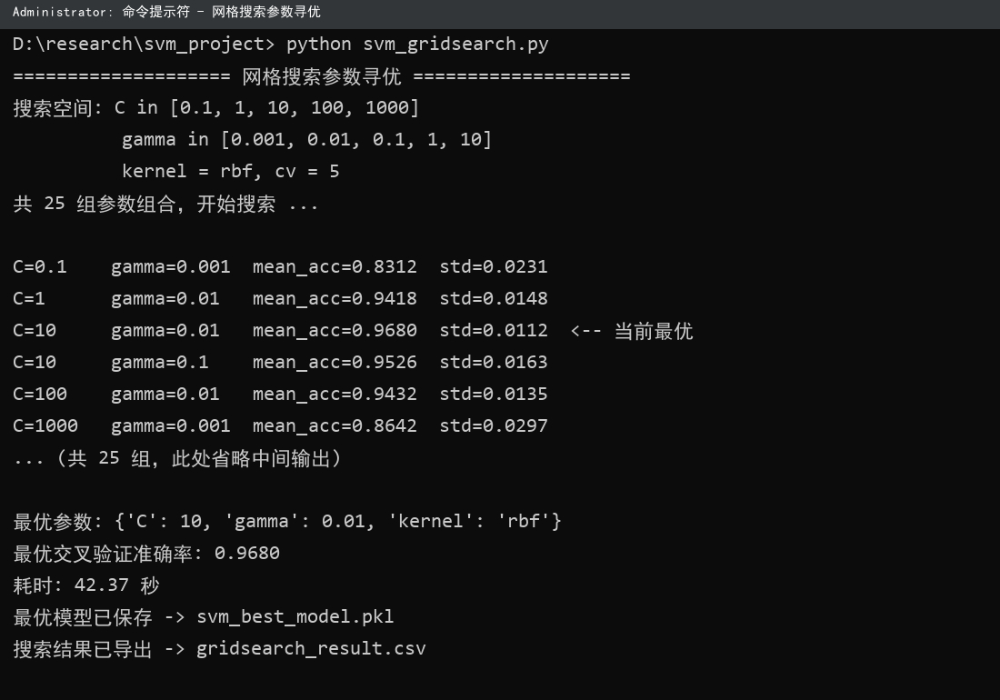 Administrator: 命令提示符 - 网格搜索参数寻优
D:\research\svm_project> python svm_gridsearch.py
==================== 网格搜索参数寻优 ====================
搜索空间: C in [0.1, 1, 10, 100, 1000]
          gamma in [0.001, 0.01, 0.1, 1, 10]
          kernel = rbf, cv = 5
共 25 组参数组合，开始搜索 ...

C=0.1    gamma=0.001  mean_acc=0.8312  std=0.0231
C=1      gamma=0.01   mean_acc=0.9418  std=0.0148
C=10     gamma=0.01   mean_acc=0.9680  std=0.0112  <-- 当前最优
C=10     gamma=0.1    mean_acc=0.9526  std=0.0163
C=100    gamma=0.01   mean_acc=0.9432  std=0.0135
C=1000   gamma=0.001  mean_acc=0.8642  std=0.0297
...（共 25 组，此处省略中间输出）

最优参数: {'C': 10, 'gamma': 0.01, 'kernel': 'rbf'}
最优交叉验证准确率: 0.9680
耗时: 42.37 秒
最优模型已保存 -> svm_best_model.pkl
搜索结果已导出 -> gridsearch_result.csv